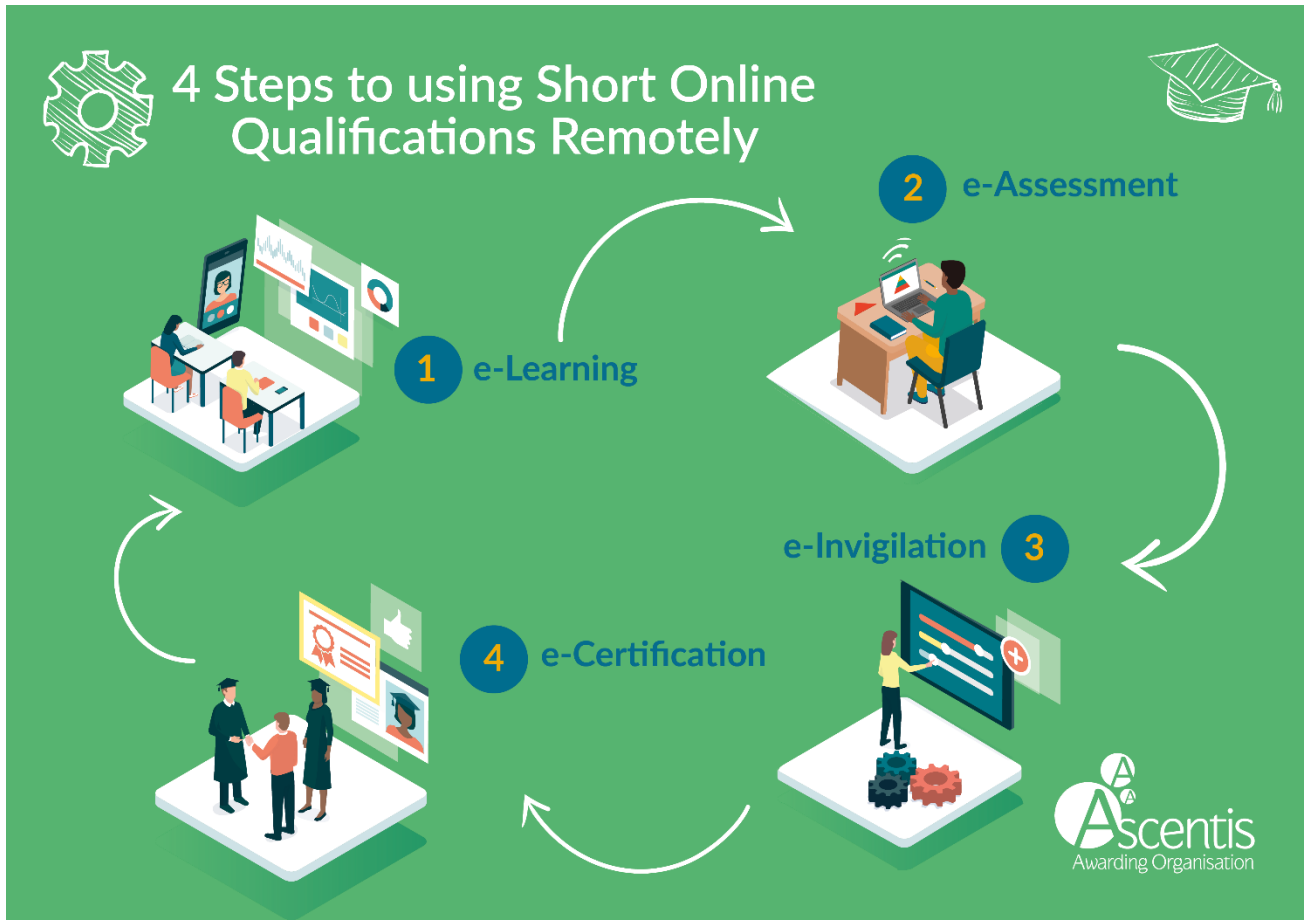 4 Steps to using Short Online
Qualifications Remotely
1 e-Learning
2 e-Assessment
e-Invigilation 3
4 e-Certification
A
A
Ascentis
Awarding Organisation